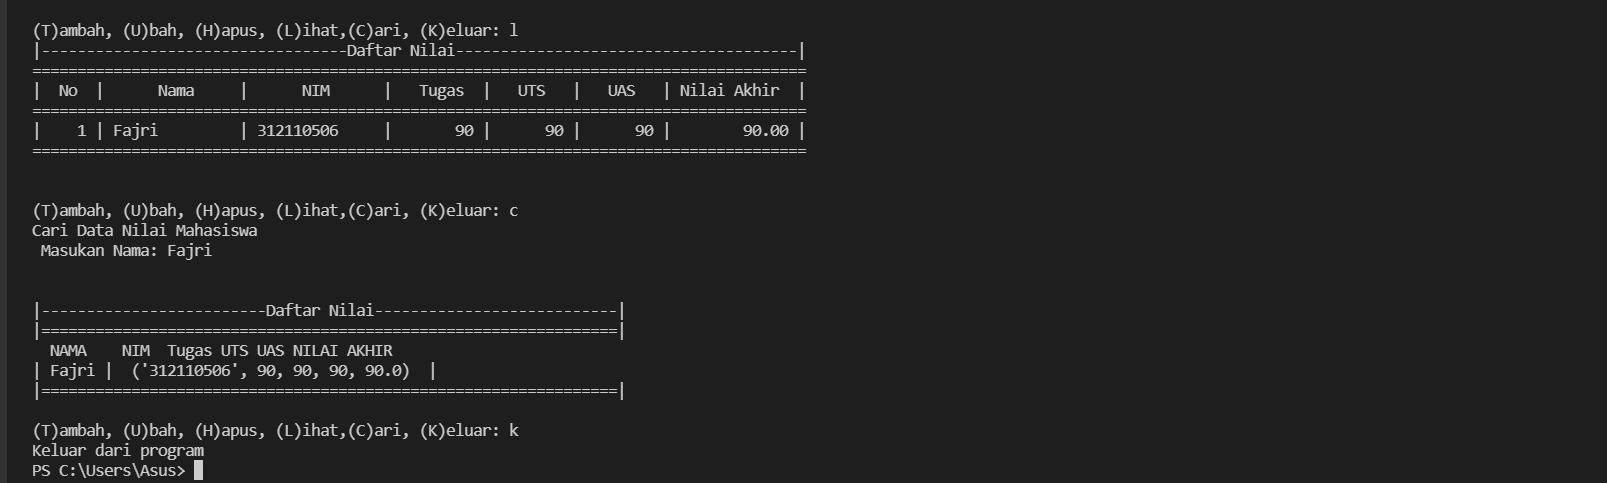 (T)ambah, (U)bah, (H)apus, (L)ihat,(C)ari, (K)eluar: l
|----------------------------------Daftar Nilai--------------------------------------|
======================================================================================
|  No  |      Nama     |      NIM      |   Tugas  |   UTS   |   UAS   | Nilai Akhir  |
======================================================================================
|    1 | Fajri         | 312110506     |       90 |      90 |      90 |        90.00 |
======================================================================================
(T)ambah, (U)bah, (H)apus, (L)ihat,(C)ari, (K)eluar: c
Cari Data Nilai Mahasiswa
 Masukan Nama: Fajri
|-------------------------Daftar Nilai---------------------------|
|================================================================|
  NAMA    NIM  Tugas UTS UAS NILAI AKHIR
| Fajri |  ('312110506', 90, 90, 90, 90.0)  |
|================================================================|
(T)ambah, (U)bah, (H)apus, (L)ihat,(C)ari, (K)eluar: k
Keluar dari program
PS C:\Users\Asus>